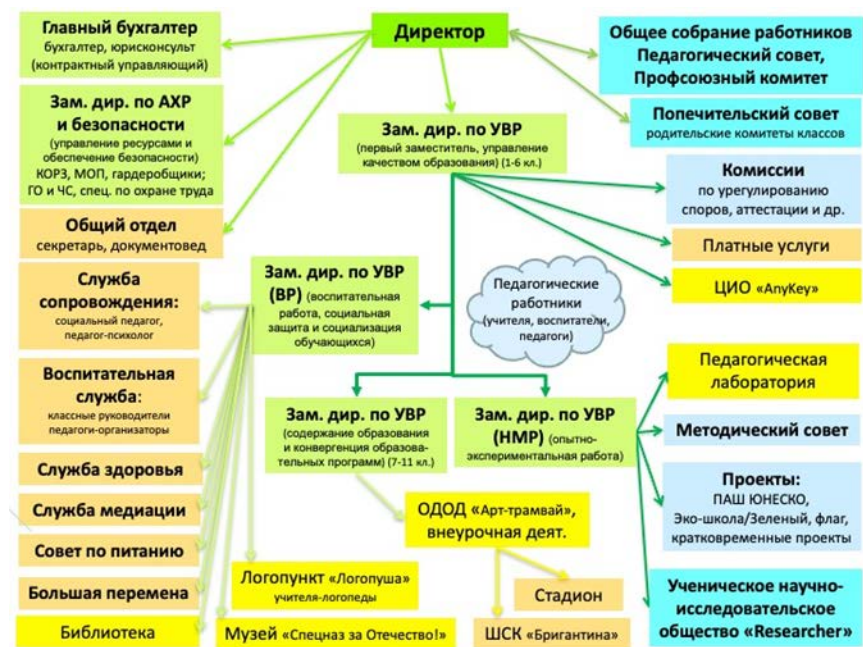 Директор
Главный бухгалтер
бухгалтер, юрисконсульт
(контрактный управляющий)
Зам. дир. по АХР
и безопасности
(управление ресурсами и
обеспечение безопасности)
КОРЗ, МОП, гардеробщики;
ГО и ЧС, спец. по охране труда
Общий отдел
секретарь, документовед
Общее собрание работников
Педагогический совет,
Профсоюзный комитет
Попечительский совет
родительские комитеты классов
Зам. дир. по УВР
(первый заместитель, управление
качеством образования) (1-6 кл.)
Комиссии
по урегулированию
споров, аттестации и др.
Платные услуги
ЦИО «AnyKey»
Служба
сопровождения:
социальный педагог,
педагог-психолог
Зам. дир. по УВР
(ВР) (воспитательная
работа, социальная
защита и социализация
обучающихся)
Педагогические
работники
(учителя, воспитатели,
педагоги)
Воспитательная
служба:
классные руководители
педагоги-организаторы
Служба здоровья
Служба медиации
Совет по питанию
Большая перемена
Библиотека
Зам. дир. по УВР
(содержание образования
и конвергенция образова-
тельных программ) (7-11 кл.)
Зам. дир. по УВР
(НМР) (опытно-
экспериментальная работа)
Педагогическая
лаборатория
Методический совет
Проекты:
ПАШ ЮНЕСКО,
Эко-школа/Зеленый, флаг,
кратковременные проекты
Ученическое научно-
исследовательское
общество «Researcher»
ОДОД «Арт-трамвай»,
внеурочная деят.
Логопункт «Логопуша»
учителя-логопеды
Музей «Спецназ за Отечество!»
Стадион
ШСК «Бригантина»